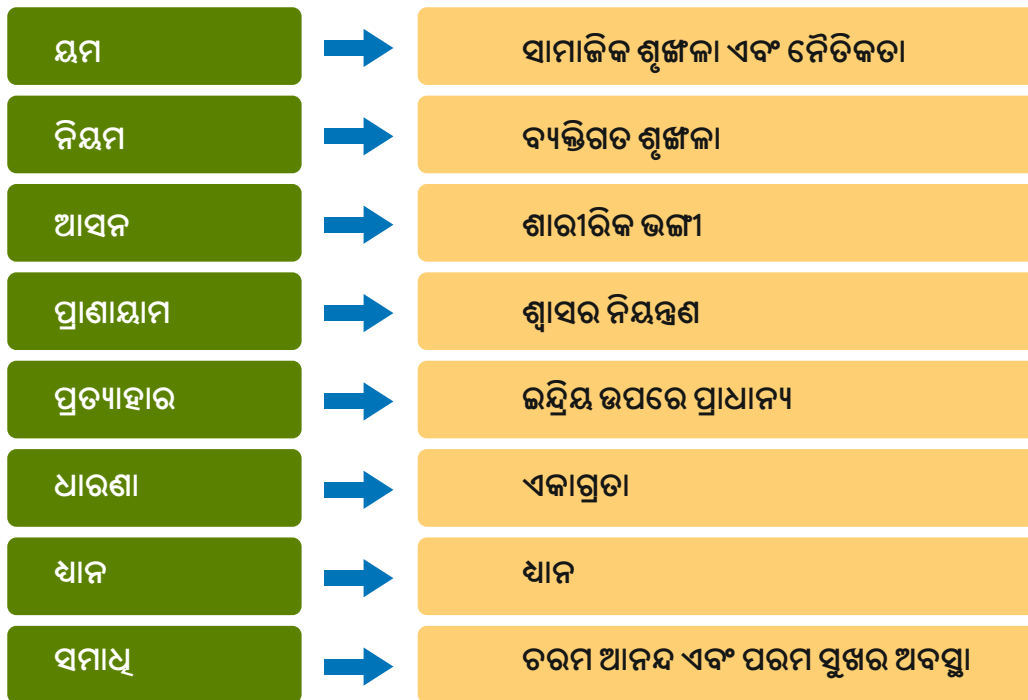 ୟମ
ସାମାଜିକ ଶୃଙ୍ଖଳା ଏବଂ ନୈତିକତା
ନିୟମ
ବ୍ୟକ୍ତିଗତ ଶୃଙ୍ଖଳା
ଆସନ
ଶାରୀରିକ ଭଙ୍ଗୀ
ପ୍ରାଣାୟାମ
ଶ୍ୱାସର ନିୟନ୍ତ୍ରଣ
ପ୍ରତ୍ୟାହାର
ଇନ୍ଦ୍ରିୟ ଉପରେ ପ୍ରାଧାନ୍ୟ
ଧାରଣା
ଏକାଗ୍ରତା
ଧ୍ୟାନ
ଧ୍ୟାନ
ସମାଧି
ଚରମ ଆନନ୍ଦ ଏବଂ ପରମ ସୁଖର ଅବସ୍ଥା